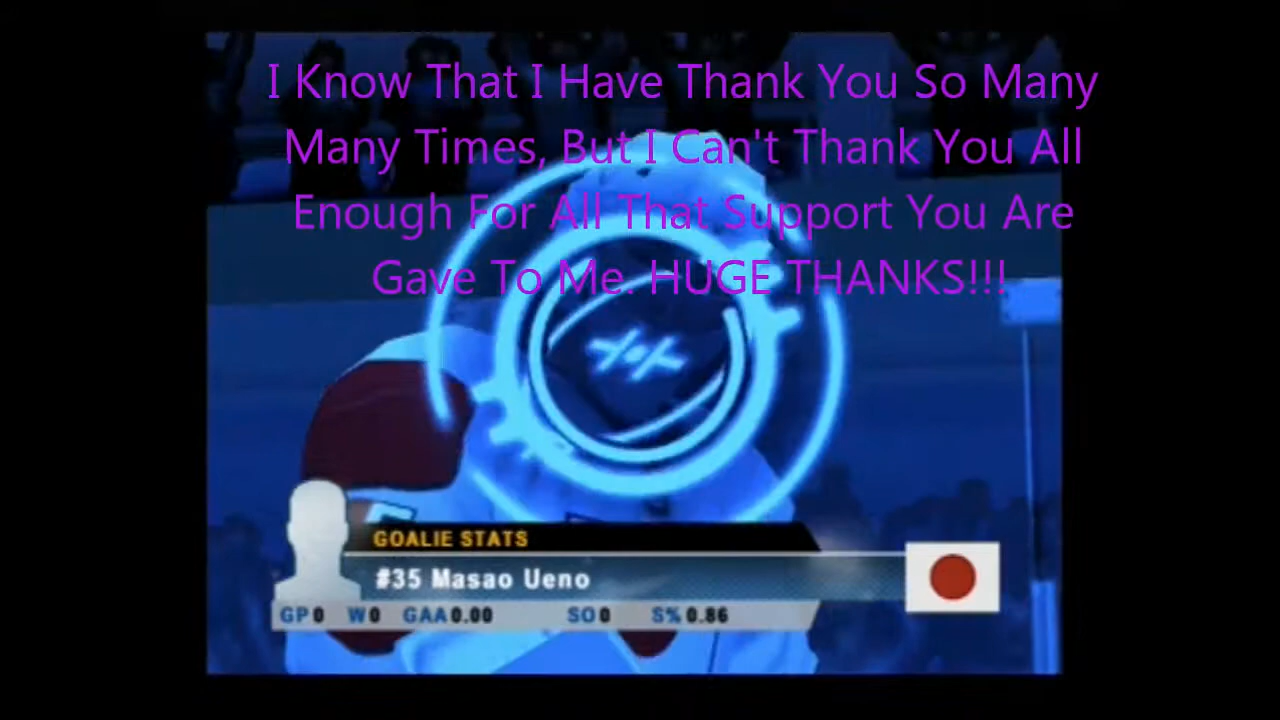 I Know That I Have Thank You So Many
Many Times, But I Can't Thank You All
Enough For All That Support You Are
Gave To Me. HUGE THANKS!!!
GOALIE STATS
#35 Masao Ueno
GP 0 W 0 GAA 0.00 SO 0 S% 0.86